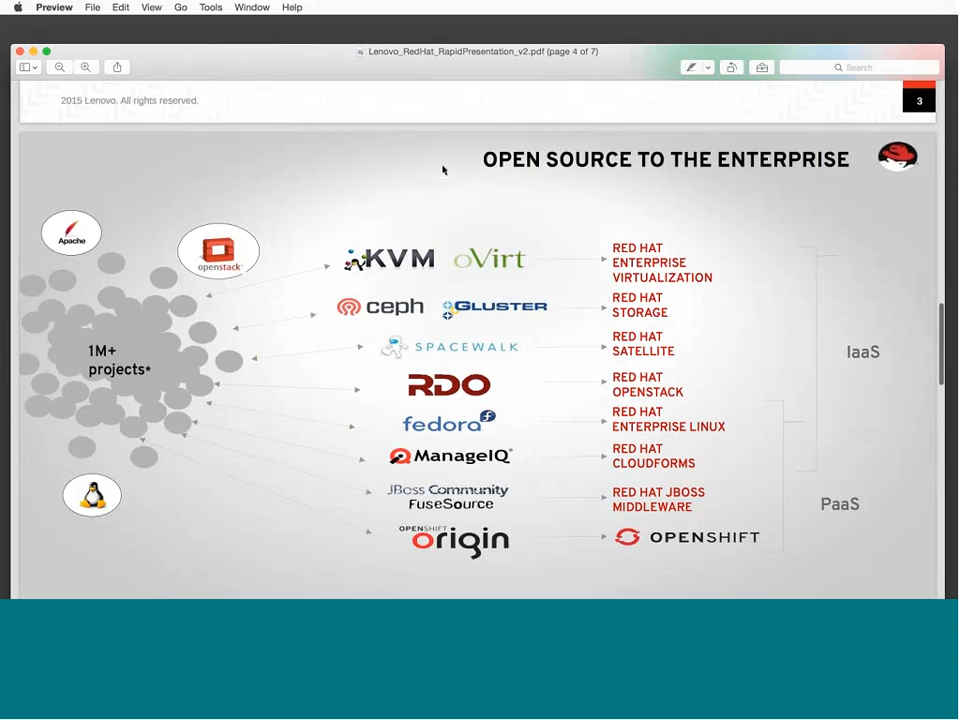 Preview File Edit View Go Tools Window Help
Lenovo_RedHat_RapidPresentation_v2.pdf (page 4 of 7)
Search
2015 Lenovo. All rights reserved.
3
OPEN SOURCE TO THE ENTERPRISE
Apache
openstack
1M+
projects*
KVM
oVirt
RED HAT
ENTERPRISE
VIRTUALIZATION
ceph
GLUSTER
RED HAT
STORAGE
SPACEWALK
RED HAT
SATELLITE
IaaS
RDO
RED HAT
OPENSTACK
fedora
RED HAT
ENTERPRISE LINUX
ManageIQ
RED HAT
CLOUDFORMS
JBoss Community
FuseSource
RED HAT JBOSS
MIDDLEWARE
PaaS
OPENSHIFT
origin
OPENSHIFT